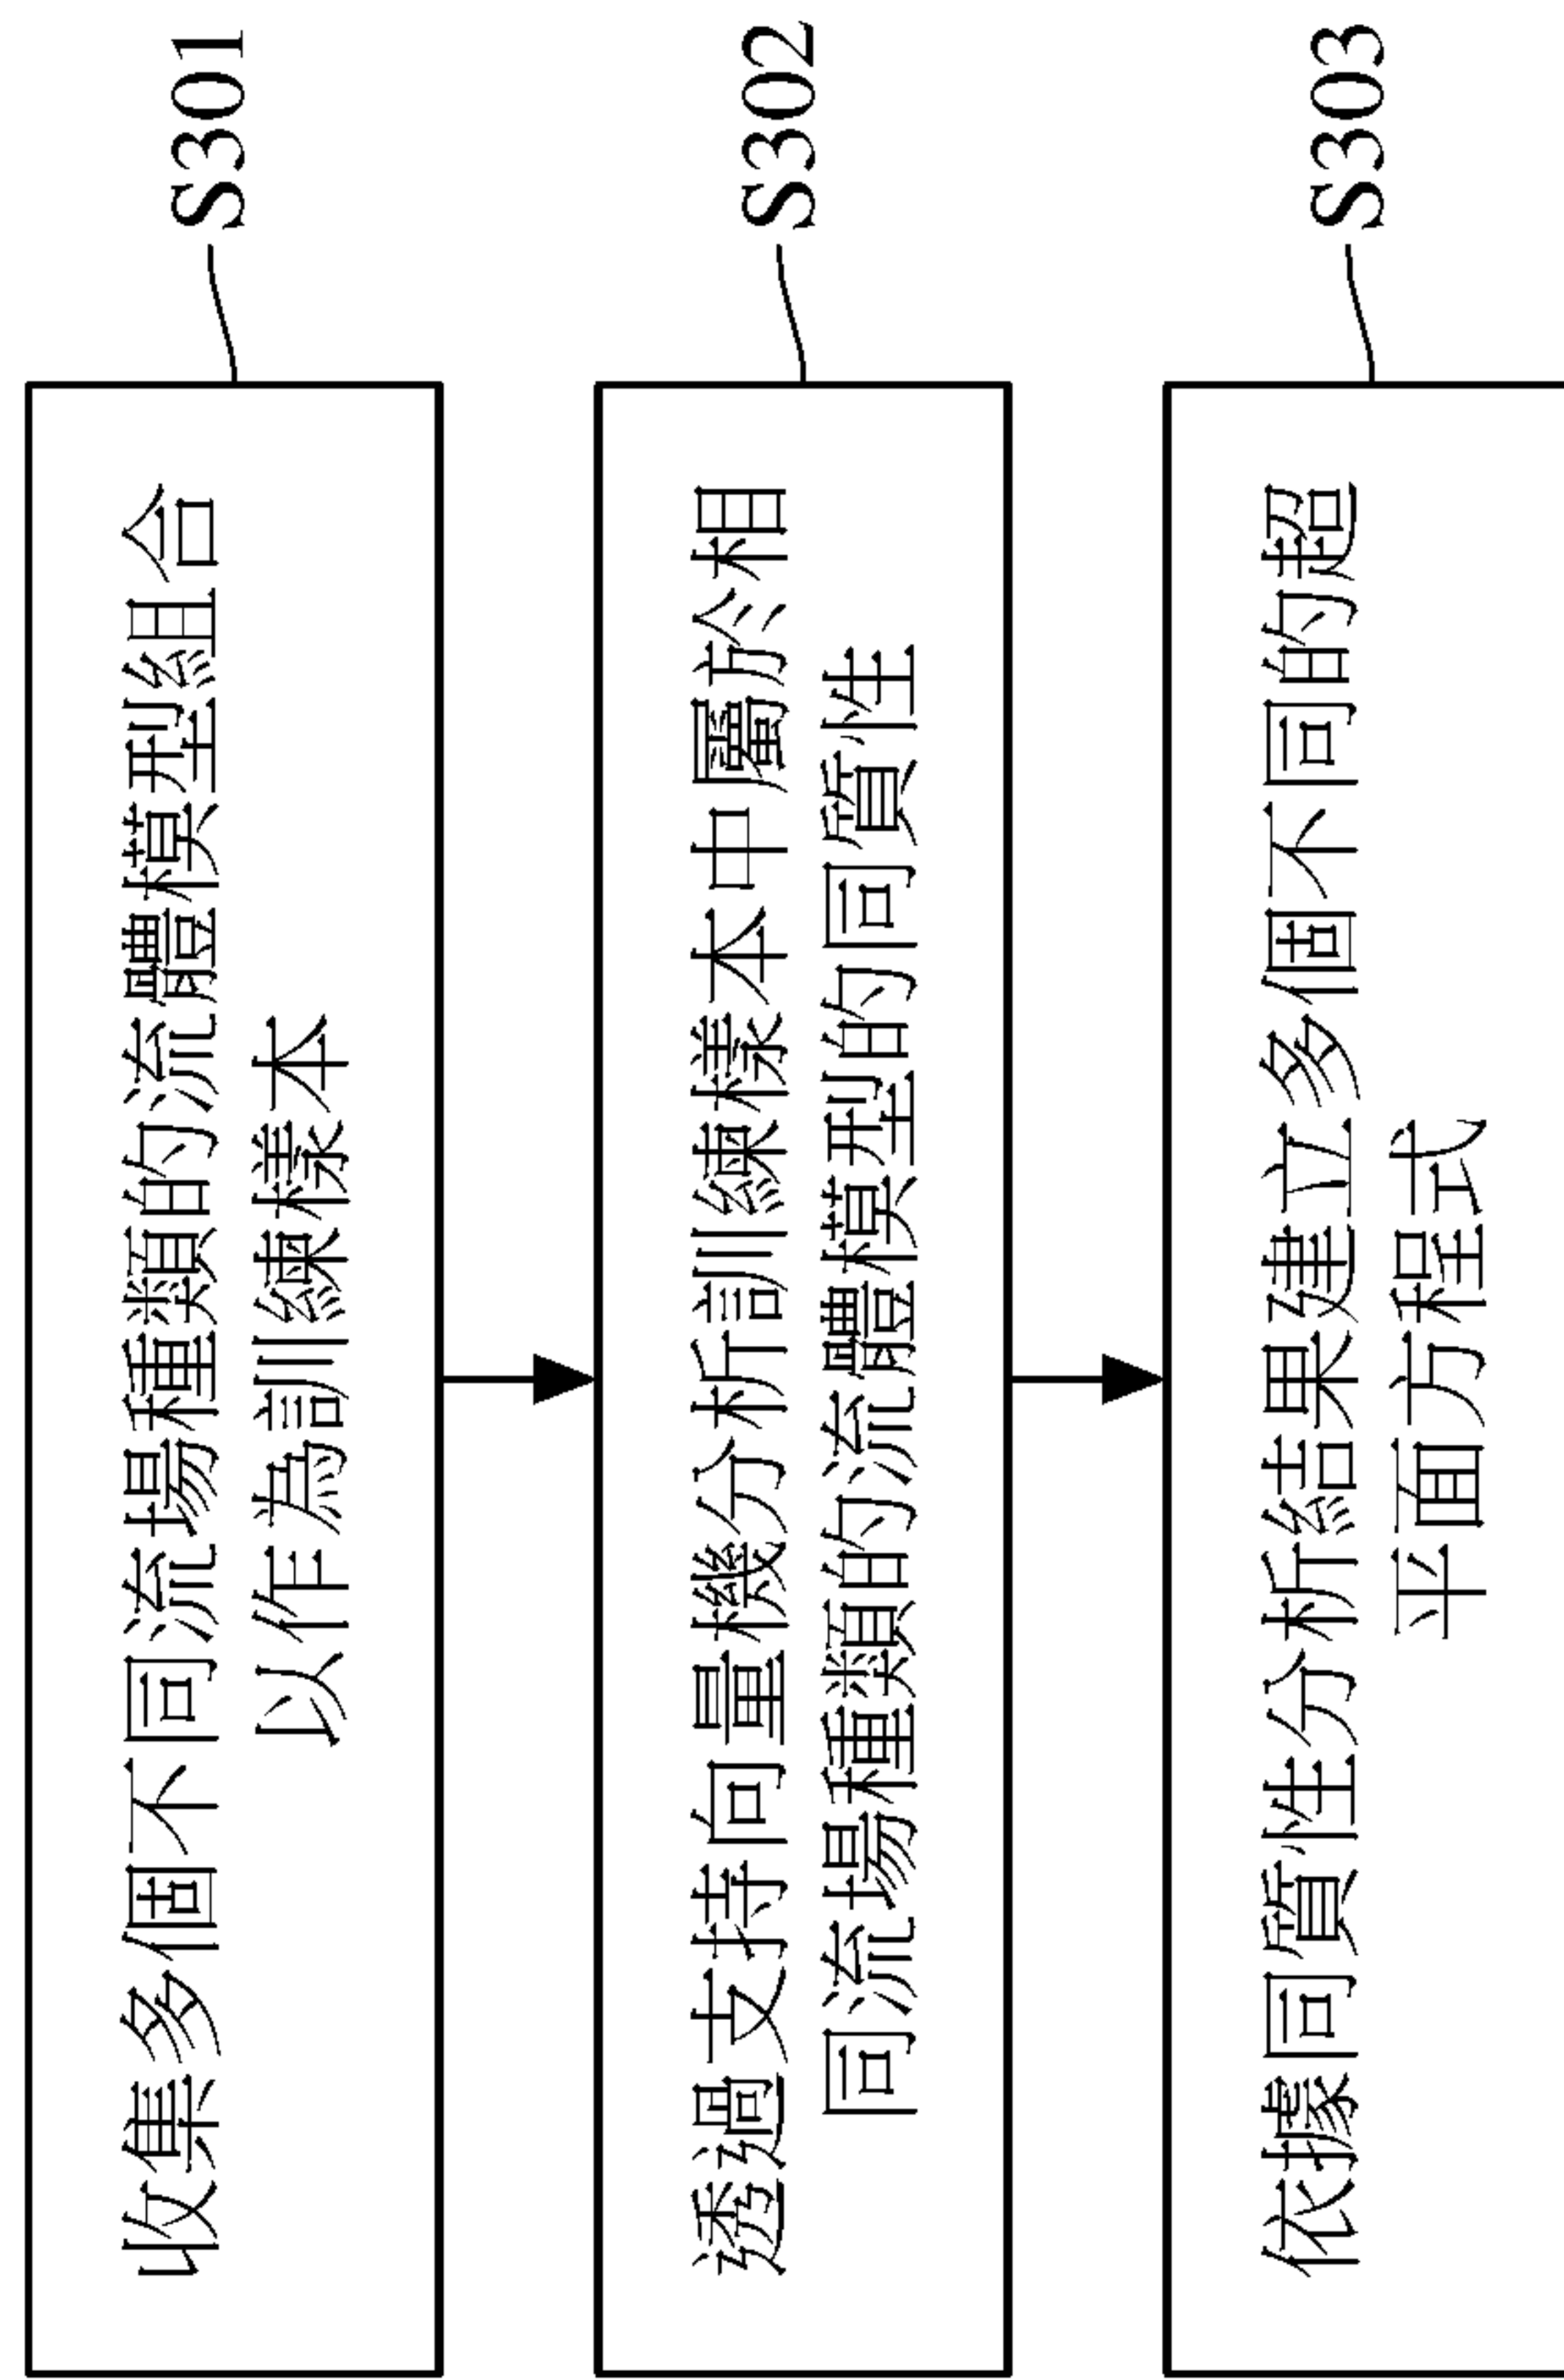 收集多個不同流場種類的流體模型組合
以作為訓練樣本
S301
透過支持向量機分析訓練樣本中屬於相
同流場種類的流體模型的同質性
S302
依據同質性分析結果建立多個不同的超
平面方程式
S303